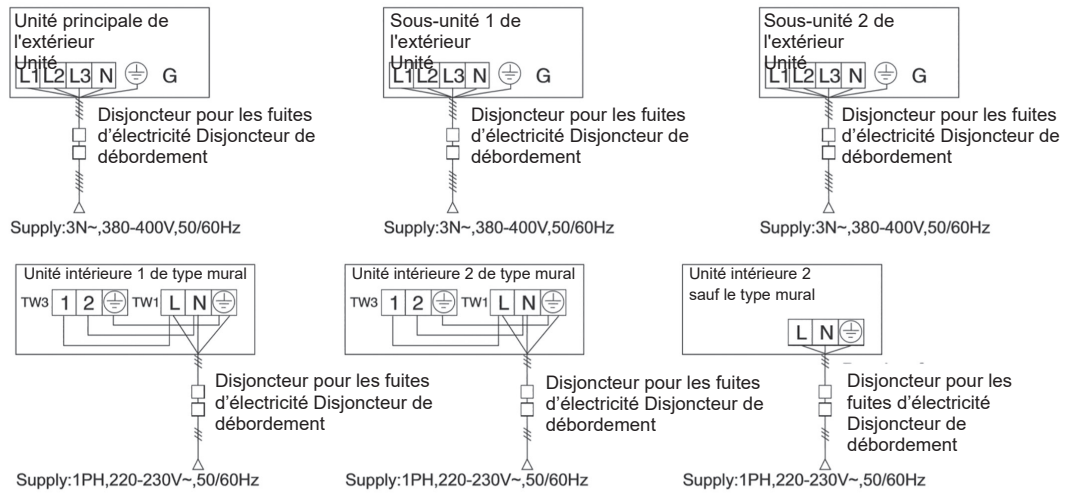 Unité principale de
l'extérieur
Unité
L1 L2 L3 N G
Disjoncteur pour les fuites
d’électricité Disjoncteur de
débordement
Supply:3N~,380-400V,50/60Hz
Sous-unité 1 de
l'extérieur
Unité
L1 L2 L3 N G
Disjoncteur pour les fuites
d’électricité Disjoncteur de
débordement
Supply:3N~,380-400V,50/60Hz
Sous-unité 2 de
l'extérieur
Unité
L1 L2 L3 N G
Disjoncteur pour les fuites
d’électricité Disjoncteur de
débordement
Supply:3N~,380-400V,50/60Hz
Unité intérieure 1 de type mural
TW3 1 2 TW1 L N
Disjoncteur pour les fuites
d’électricité Disjoncteur de
débordement
Supply:1PH,220-230V~,50/60Hz
Unité intérieure 2 de type mural
TW3 1 2 TW1 L N
Disjoncteur pour les fuites
d’électricité Disjoncteur de
débordement
Supply:1PH,220-230V~,50/60Hz
Unité intérieure 2
sauf le type mural
L N
Disjoncteur pour les
fuites d’électricité
Disjoncteur de
débordement
Supply:1PH,220-230V~,50/60Hz